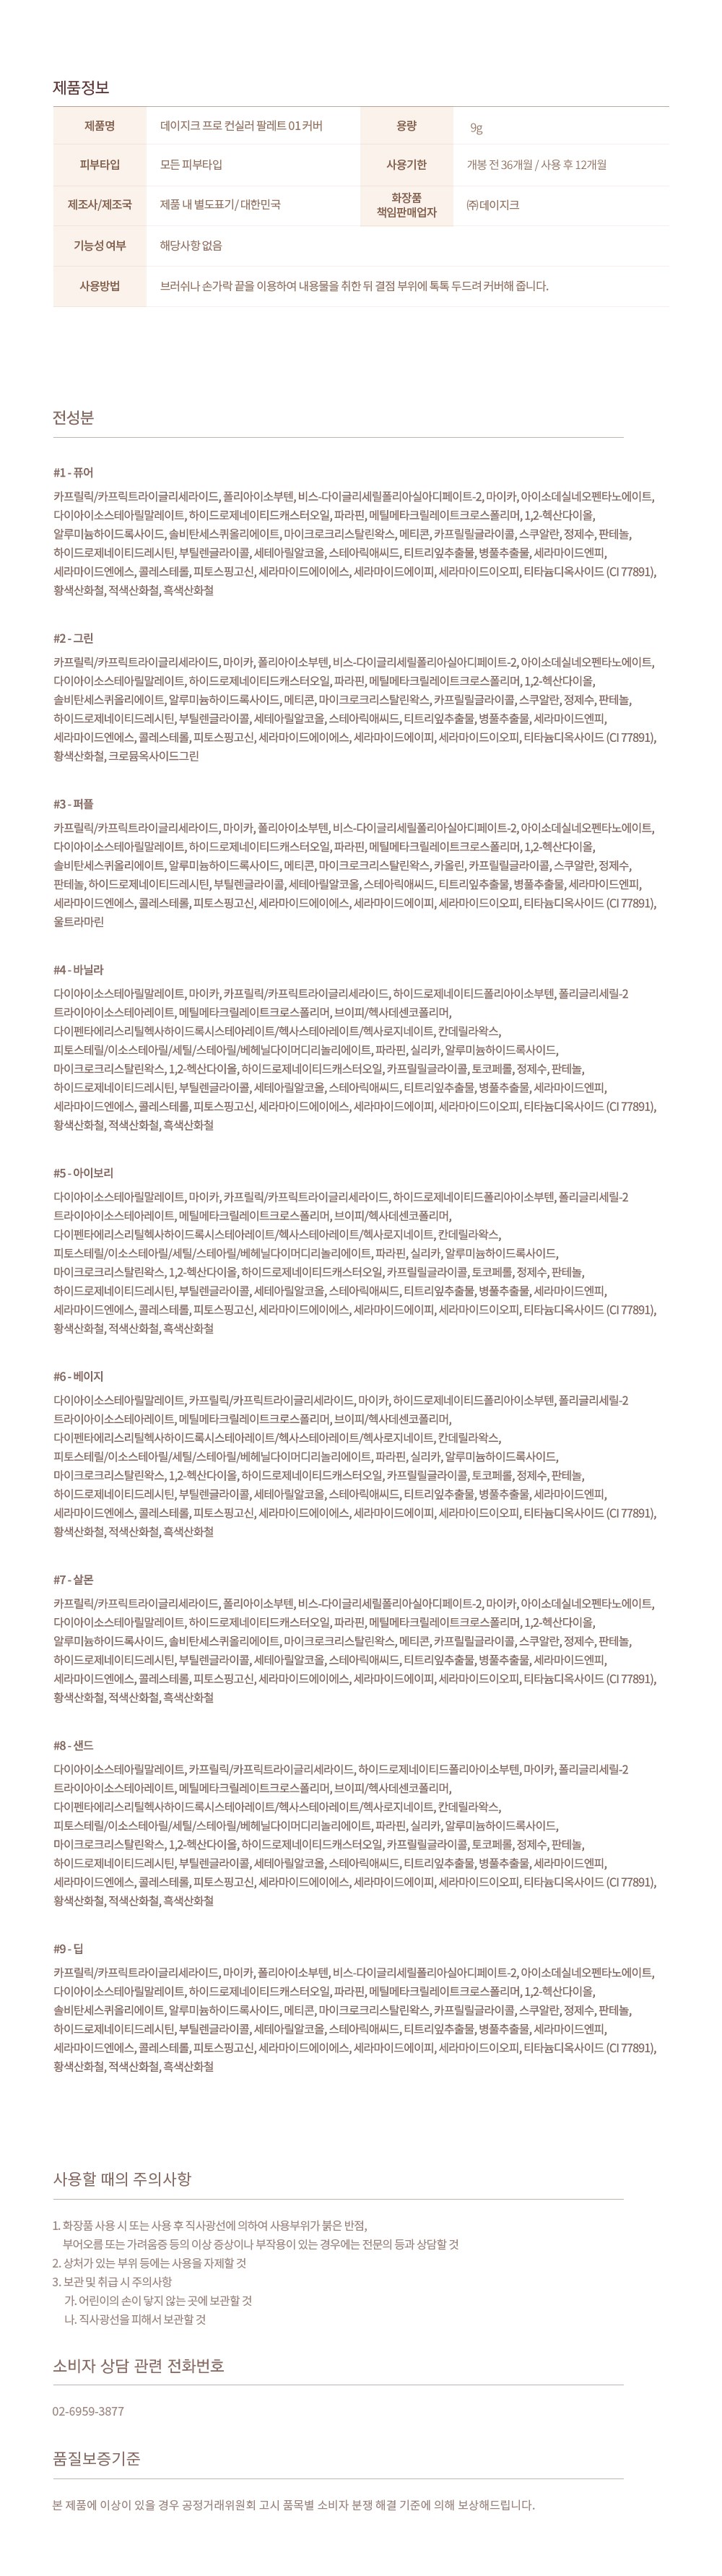 제품정보
제품명 데이지크 프로 컨실러 팔레트 01 커버 용량 9g
피부타입 모든 피부타입 사용기한 개봉 전 36개월 / 사용 후 12개월
제조사/제조국 제품 내 별도표기/ 대한민국 화장품 책임판매업자 ㈜데이지크
기능성 여부 해당사항 없음
사용방법 브러쉬나 손가락 끝을 이용하여 내용물을 취한 뒤 결점 부위에 톡톡 두드려 커버해 줍니다.
전성분
#1 - 퓨어
카프릴릭/카프릭트라이글리세라이드, 폴리아이소부텐, 비스-다이글리세릴폴리아실아디페이트-2, 마이카, 아이소데실네오펜타노에이트,
다이아이소스테아릴말레이트, 하이드로제네이티드캐스터오일, 파라핀, 메틸메타크릴레이트크로스폴리머, 1,2-헥산다이올,
알루미늄하이드록사이드, 솔비탄세스퀴올리에이트, 마이크로크리스탈린왁스, 메티콘, 카프릴릴글라이콜, 스쿠알란, 정제수, 판테놀,
하이드로제네이티드레시틴, 부틸렌글라이콜, 세테아릴알코올, 스테아릭애씨드, 티트리잎추출물, 병풀추출물, 세라마이드엔피,
세라마이드엔에스, 콜레스테롤, 피토스핑고신, 세라마이드에이에스, 세라마이드에이피, 세라마이드이오피, 티타늄디옥사이드 (CI 77891),
황색산화철, 적색산화철, 흑색산화철
#2 - 그린
카프릴릭/카프릭트라이글리세라이드, 마이카, 폴리아이소부텐, 비스-다이글리세릴폴리아실아디페이트-2, 아이소데실네오펜타노에이트,
다이아이소스테아릴말레이트, 하이드로제네이티드캐스터오일, 파라핀, 메틸메타크릴레이트크로스폴리머, 1,2-헥산다이올,
솔비탄세스퀴올리에이트, 알루미늄하이드록사이드, 메티콘, 마이크로크리스탈린왁스, 카프릴릴글라이콜, 스쿠알란, 정제수, 판테놀,
하이드로제네이티드레시틴, 부틸렌글라이콜, 세테아릴알코올, 스테아릭애씨드, 티트리잎추출물, 병풀추출물, 세라마이드엔피,
세라마이드엔에스, 콜레스테롤, 피토스핑고신, 세라마이드에이에스, 세라마이드에이피, 세라마이드이오피, 티타늄디옥사이드 (CI 77891),
황색산화철, 크로뮴옥사이드그린
#3 - 퍼플
카프릴릭/카프릭트라이글리세라이드, 마이카, 폴리아이소부텐, 비스-다이글리세릴폴리아실아디페이트-2, 아이소데실네오펜타노에이트,
다이아이소스테아릴말레이트, 하이드로제네이티드캐스터오일, 파라핀, 메틸메타크릴레이트크로스폴리머, 1,2-헥산다이올,
솔비탄세스퀴올리에이트, 알루미늄하이드록사이드, 메티콘, 마이크로크리스탈린왁스, 카올린, 카프릴릴글라이콜, 스쿠알란, 정제수,
판테놀, 하이드로제네이티드레시틴, 부틸렌글라이콜, 세테아릴알코올, 스테아릭애씨드, 티트리잎추출물, 병풀추출물, 세라마이드엔피,
세라마이드엔에스, 콜레스테롤, 피토스핑고신, 세라마이드에이에스, 세라마이드에이피, 세라마이드이오피, 티타늄디옥사이드 (CI 77891),
울트라마린
#4 - 바닐라
다이아이소스테아릴말레이트, 마이카, 카프릴릭/카프릭트라이글리세라이드, 하이드로제네이티드폴리아이소부텐, 폴리글리세릴-2
트라이아이소스테아레이트, 메틸메타크릴레이트크로스폴리머, 브이피/헥사데센코폴리머,
다이펜타에리스리틸헥사하이드록시스테아레이트/헥사스테아레이트/헥사로지네이트, 칸데릴라왁스,
피토스테릴/이소스테아릴/세틸/스테아릴/베헤닐다이머디리놀리에이트, 파라핀, 실리카, 알루미늄하이드록사이드,
마이크로크리스탈린왁스, 1,2-헥산다이올, 하이드로제네이티드캐스터오일, 카프릴릴글라이콜, 토코페롤, 정제수, 판테놀,
하이드로제네이티드레시틴, 부틸렌글라이콜, 세테아릴알코올, 스테아릭애씨드, 티트리잎추출물, 병풀추출물, 세라마이드엔피,
세라마이드엔에스, 콜레스테롤, 피토스핑고신, 세라마이드에이에스, 세라마이드에이피, 세라마이드이오피, 티타늄디옥사이드 (CI 77891),
황색산화철, 적색산화철, 흑색산화철
#5 - 아이보리
다이아이소스테아릴말레이트, 마이카, 카프릴릭/카프릭트라이글리세라이드, 하이드로제네이티드폴리아이소부텐, 폴리글리세릴-2
트라이아이소스테아레이트, 메틸메타크릴레이트크로스폴리머, 브이피/헥사데센코폴리머,
다이펜타에리스리틸헥사하이드록시스테아레이트/헥사스테아레이트/헥사로지네이트, 칸데릴라왁스,
피토스테릴/이소스테아릴/세틸/스테아릴/베헤닐다이머디리놀리에이트, 파라핀, 실리카, 알루미늄하이드록사이드,
마이크로크리스탈린왁스, 1,2-헥산다이올, 하이드로제네이티드캐스터오일, 카프릴릴글라이콜, 토코페롤, 정제수, 판테놀,
하이드로제네이티드레시틴, 부틸렌글라이콜, 세테아릴알코올, 스테아릭애씨드, 티트리잎추출물, 병풀추출물, 세라마이드엔피,
세라마이드엔에스, 콜레스테롤, 피토스핑고신, 세라마이드에이에스, 세라마이드에이피, 세라마이드이오피, 티타늄디옥사이드 (CI 77891),
황색산화철, 적색산화철, 흑색산화철
#6 - 베이지
다이아이소스테아릴말레이트, 카프릴릭/카프릭트라이글리세라이드, 마이카, 하이드로제네이티드폴리아이소부텐, 폴리글리세릴-2
트라이아이소스테아레이트, 메틸메타크릴레이트크로스폴리머, 브이피/헥사데센코폴리머,
다이펜타에리스리틸헥사하이드록시스테아레이트/헥사스테아레이트/헥사로지네이트, 칸데릴라왁스,
피토스테릴/이소스테아릴/세틸/스테아릴/베헤닐다이머디리놀리에이트, 파라핀, 실리카, 알루미늄하이드록사이드,
마이크로크리스탈린왁스, 1,2-헥산다이올, 하이드로제네이티드캐스터오일, 카프릴릴글라이콜, 토코페롤, 정제수, 판테놀,
하이드로제네이티드레시틴, 부틸렌글라이콜, 세테아릴알코올, 스테아릭애씨드, 티트리잎추출물, 병풀추출물, 세라마이드엔피,
세라마이드엔에스, 콜레스테롤, 피토스핑고신, 세라마이드에이에스, 세라마이드에이피, 세라마이드이오피, 티타늄디옥사이드 (CI 77891),
황색산화철, 적색산화철, 흑색산화철
#7 - 살몬
카프릴릭/카프릭트라이글리세라이드, 폴리아이소부텐, 비스-다이글리세릴폴리아실아디페이트-2, 마이카, 아이소데실네오펜타노에이트,
다이아이소스테아릴말레이트, 하이드로제네이티드캐스터오일, 파라핀, 메틸메타크릴레이트크로스폴리머, 1,2-헥산다이올,
알루미늄하이드록사이드, 솔비탄세스퀴올리에이트, 마이크로크리스탈린왁스, 메티콘, 카프릴릴글라이콜, 스쿠알란, 정제수, 판테놀,
하이드로제네이티드레시틴, 부틸렌글라이콜, 세테아릴알코올, 스테아릭애씨드, 티트리잎추출물, 병풀추출물, 세라마이드엔피,
세라마이드엔에스, 콜레스테롤, 피토스핑고신, 세라마이드에이에스, 세라마이드에이피, 세라마이드이오피, 티타늄디옥사이드 (CI 77891),
황색산화철, 적색산화철, 흑색산화철
#8 - 샌드
다이아이소스테아릴말레이트, 카프릴릭/카프릭트라이글리세라이드, 하이드로제네이티드폴리아이소부텐, 마이카, 폴리글리세릴-2
트라이아이소스테아레이트, 메틸메타크릴레이트크로스폴리머, 브이피/헥사데센코폴리머,
다이펜타에리스리틸헥사하이드록시스테아레이트/헥사스테아레이트/헥사로지네이트, 칸데릴라왁스,
피토스테릴/이소스테아릴/세틸/스테아릴/베헤닐다이머디리놀리에이트, 파라핀, 실리카, 알루미늄하이드록사이드,
마이크로크리스탈린왁스, 1,2-헥산다이올, 하이드로제네이티드캐스터오일, 카프릴릴글라이콜, 토코페롤, 정제수, 판테놀,
하이드로제네이티드레시틴, 부틸렌글라이콜, 세테아릴알코올, 스테아릭애씨드, 티트리잎추출물, 병풀추출물, 세라마이드엔피,
세라마이드엔에스, 콜레스테롤, 피토스핑고신, 세라마이드에이에스, 세라마이드에이피, 세라마이드이오피, 티타늄디옥사이드 (CI 77891),
황색산화철, 적색산화철, 흑색산화철
#9 - 딥
카프릴릭/카프릭트라이글리세라이드, 마이카, 폴리아이소부텐, 비스-다이글리세릴폴리아실아디페이트-2, 아이소데실네오펜타노에이트,
다이아이소스테아릴말레이트, 하이드로제네이티드캐스터오일, 파라핀, 메틸메타크릴레이트크로스폴리머, 1,2-헥산다이올,
솔비탄세스퀴올리에이트, 알루미늄하이드록사이드, 메티콘, 마이크로크리스탈린왁스, 카프릴릴글라이콜, 스쿠알란, 정제수, 판테놀,
하이드로제네이티드레시틴, 부틸렌글라이콜, 세테아릴알코올, 스테아릭애씨드, 티트리잎추출물, 병풀추출물, 세라마이드엔피,
세라마이드엔에스, 콜레스테롤, 피토스핑고신, 세라마이드에이에스, 세라마이드에이피, 세라마이드이오피, 티타늄디옥사이드 (CI 77891),
황색산화철, 적색산화철, 흑색산화철
사용할 때의 주의사항
1. 화장품 사용 시 또는 사용 후 직사광선에 의하여 사용부위가 붉은 반점,
부어오름 또는 가려움증 등의 이상 증상이나 부작용이 있는 경우에는 전문의 등과 상담할 것
2. 상처가 있는 부위 등에는 사용을 자제할 것
3. 보관 및 취급 시 주의사항
가. 어린이의 손이 닿지 않는 곳에 보관할 것
나. 직사광선을 피해서 보관할 것
소비자 상담 관련 전화번호
02-6959-3877
품질보증기준
본 제품에 이상이 있을 경우 공정거래위원회 고시 품목별 소비자 분쟁 해결 기준에 의해 보상해드립니다.